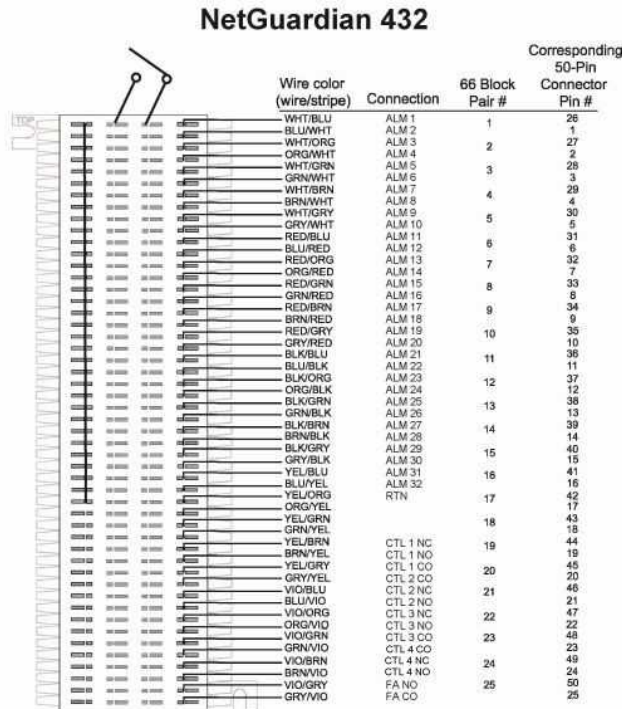 NetGuardian 432
Corresponding
50-Pin
Wire color 66 Block Connector
(wire/stripe) Connection Pair # Pin #
TOP
WHT/BLU ALM 1 1 26
BLU/WHT ALM 2 1
WHT/ORG ALM 3 2 27
ORG/WHT ALM 4 2
WHT/GRN ALM 5 3 28
GRN/WHT ALM 6 3
WHT/BRN ALM 7 4 29
BRN/WHT ALM 8 4
WHT/GRY ALM 9 5 30
GRY/WHT ALM 10 5
RED/BLU ALM 11 6 31
BLU/RED ALM 12 6
RED/ORG ALM 13 7 32
ORG/RED ALM 14 7
RED/GRN ALM 15 8 33
GRN/RED ALM 16 8
RED/BRN ALM 17 9 34
BRN/RED ALM 18 9
RED/GRY ALM 19 10 35
GRY/RED ALM 20 10
BLK/BLU ALM 21 11 36
BLU/BLK ALM 22 11
BLK/ORG ALM 23 12 37
ORG/BLK ALM 24 12
BLK/GRN ALM 25 13 38
GRN/BLK ALM 26 13
BLK/BRN ALM 27 14 39
BRN/BLK ALM 28 14
BLK/GRY ALM 29 15 40
GRY/BLK ALM 30 15
YEL/BLU ALM 31 16 41
BLU/YEL ALM 32 16
YEL/ORG RTN 17 42
ORG/YEL 17
YEL/GRN 18 43
GRN/YEL 18
YEL/BRN CTL 1 NC 19 44
BRN/YEL CTL 1 NO 19
YEL/GRY CTL 1 CO 20 45
GRY/YEL CTL 2 CO 20
VIO/BLU CTL 2 NC 21 46
BLU/VIO CTL 2 NO 21
VIO/ORG CTL 3 NC 22 47
ORG/VIO CTL 3 NO 22
VIO/GRN CTL 3 CO 23 48
GRN/VIO CTL 4 CO 23
VIO/BRN CTL 4 NC 24 49
BRN/VIO CTL 4 NO 24
VIO/GRY FA NO 25 50
GRY/VIO FA CO 25